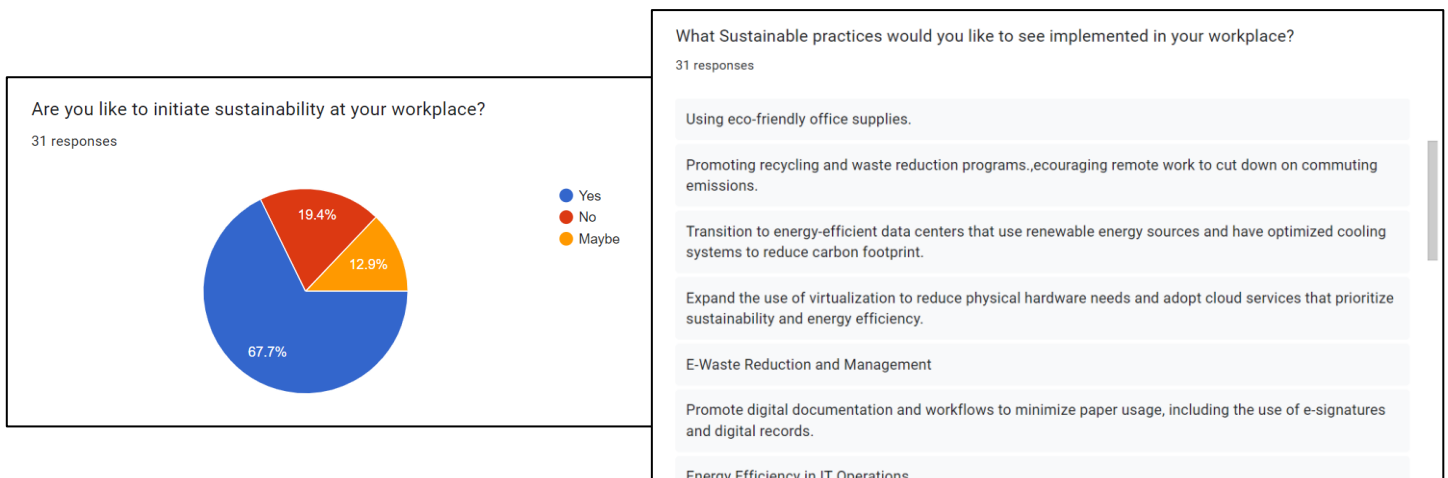 Are you like to initiate sustainability at your workplace?
31 responses
Yes
No
Maybe
19.4%
12.9%
67.7%
What Sustainable practices would you like to see implemented in your workplace?
31 responses
Using eco-friendly office supplies.
Promoting recycling and waste reduction programs.,ecouraging remote work to cut down on commuting
emissions.
Transition to energy-efficient data centers that use renewable energy sources and have optimized cooling
systems to reduce carbon footprint.
Expand the use of virtualization to reduce physical hardware needs and adopt cloud services that prioritize
sustainability and energy efficiency.
E-Waste Reduction and Management
Promote digital documentation and workflows to minimize paper usage, including the use of e-signatures
and digital records.
Energy Efficiency in IT Operations